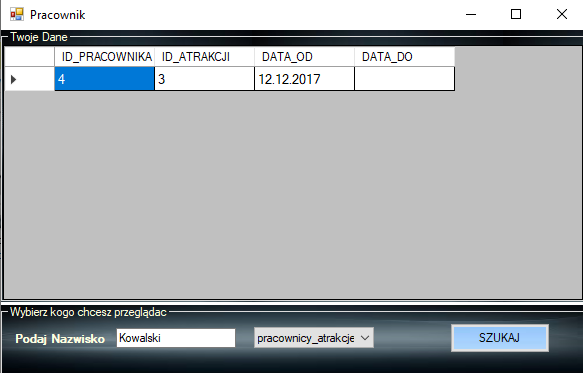 Pracownik
Twoje Dane
ID_PRACOWNIKA ID_ATRAKCJI DATA_OD DATA_DO
4 3 12.12.2017
Wybierz kogo chcesz przeglądac
Podaj Nazwisko Kowalski pracownicy_atrakcje SZUKAJ